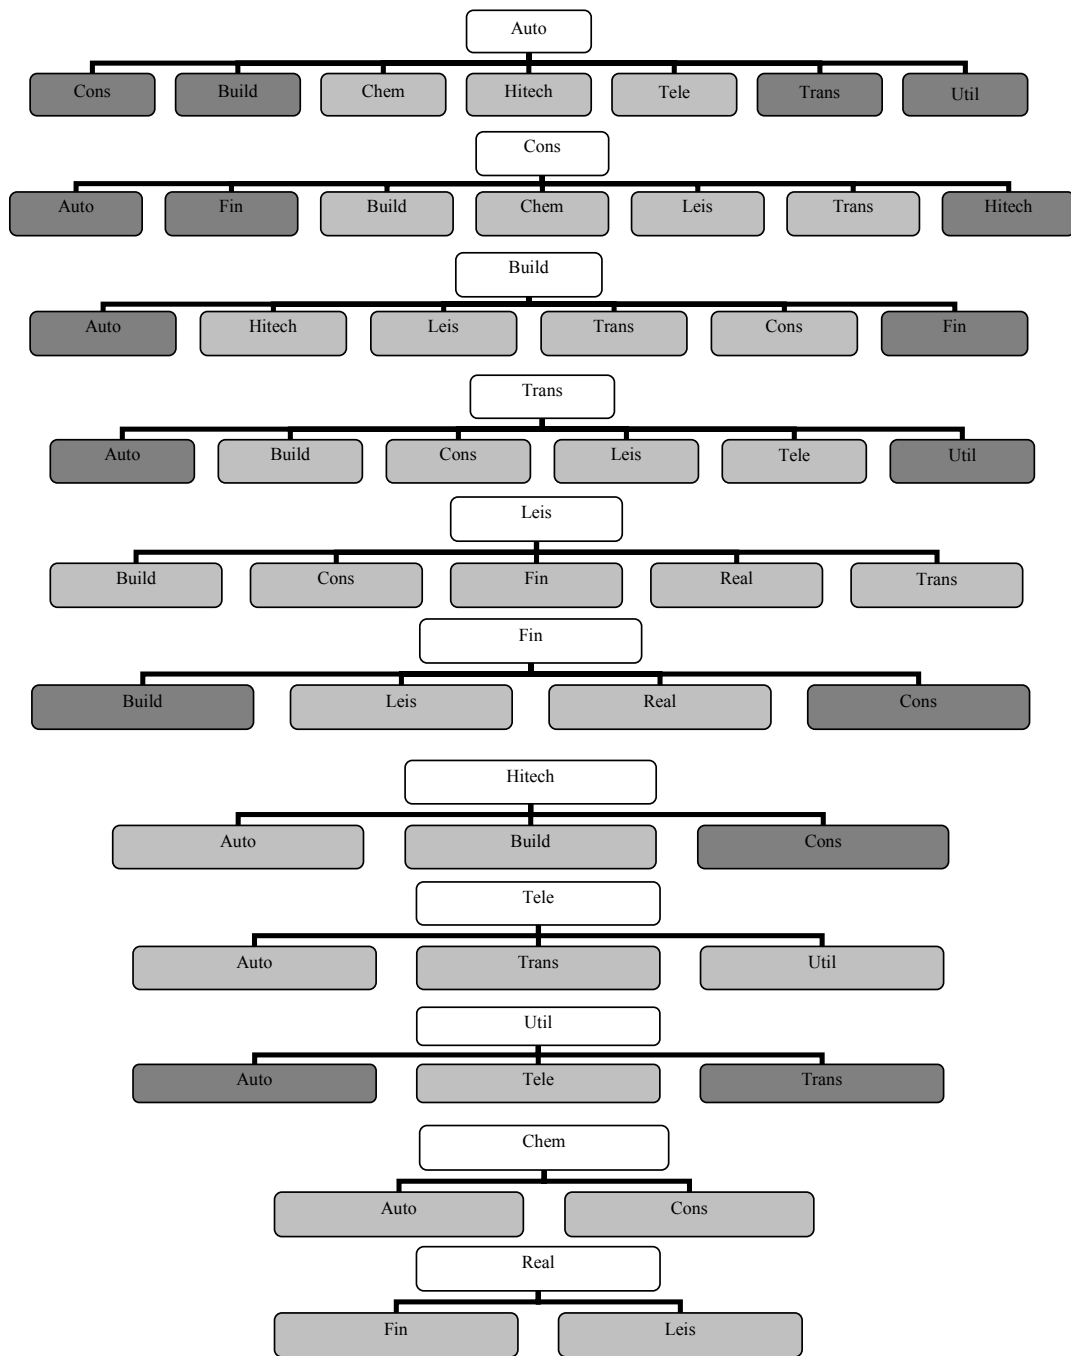 Auto
Cons Build Chem Hitech Tele Trans Util
Cons
Auto Fin Build Chem Leis Trans Hitech
Build
Auto Hitech Leis Trans Cons Fin
Trans
Auto Build Cons Leis Tele Util
Leis
Build Cons Fin Real Trans
Fin
Build Leis Real Cons
Hitech
Auto Build Cons
Tele
Auto Trans Util
Util
Auto Tele Trans
Chem
Auto Cons
Real
Fin Leis